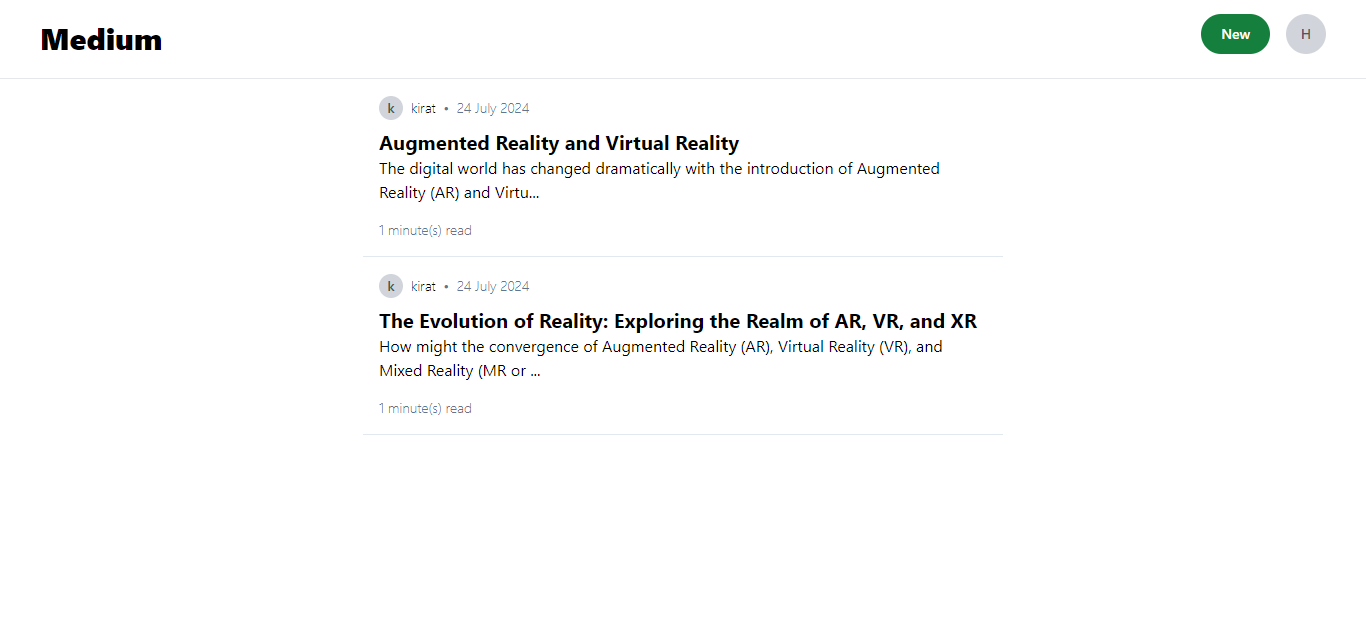 Medium
New
H
k kirat • 24 July 2024
Augmented Reality and Virtual Reality
The digital world has changed dramatically with the introduction of Augmented
Reality (AR) and Virtu...
1 minute(s) read
k kirat • 24 July 2024
The Evolution of Reality: Exploring the Realm of AR, VR, and XR
How might the convergence of Augmented Reality (AR), Virtual Reality (VR), and
Mixed Reality (MR or ...
1 minute(s) read